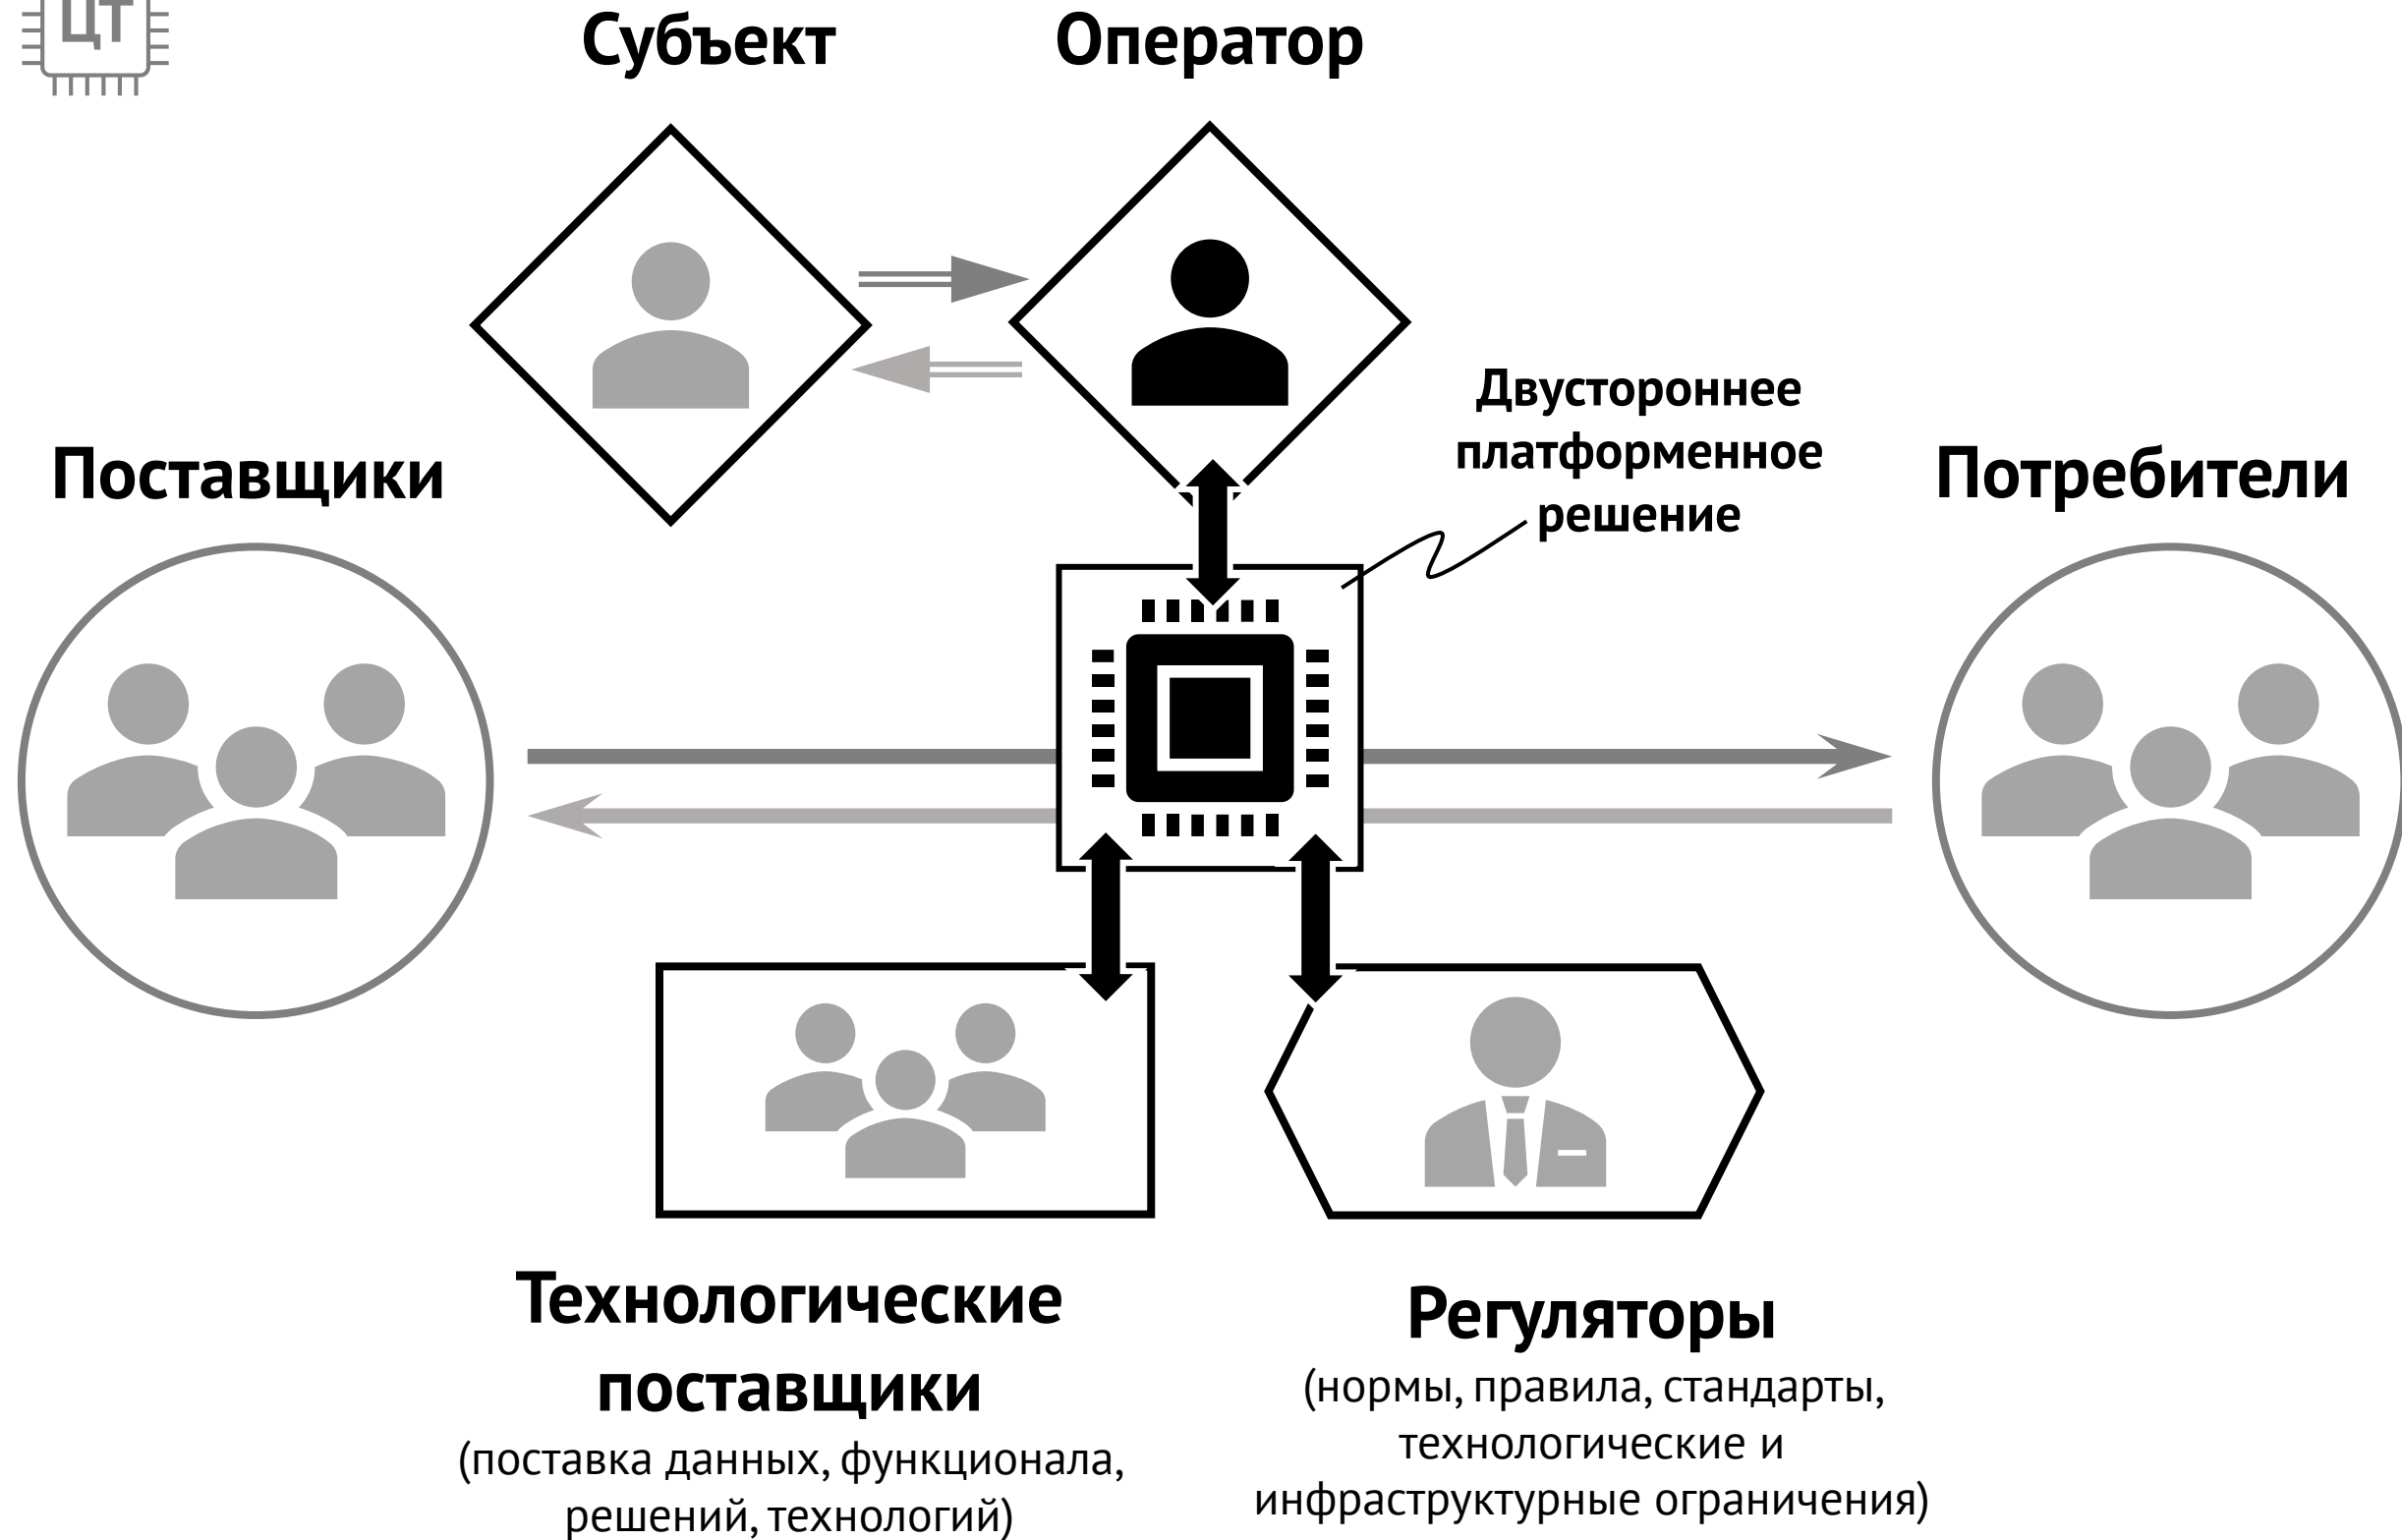 ЦТ
Субъект
Оператор
Двустороннее
платформенное
решение
Поставщики
Потребители
Технологические
поставщики
(поставка данных, функционала,
решений, технологий)
Регуляторы
(нормы, правила, стандарты,
технологические и
инфраструктурные ограничения)